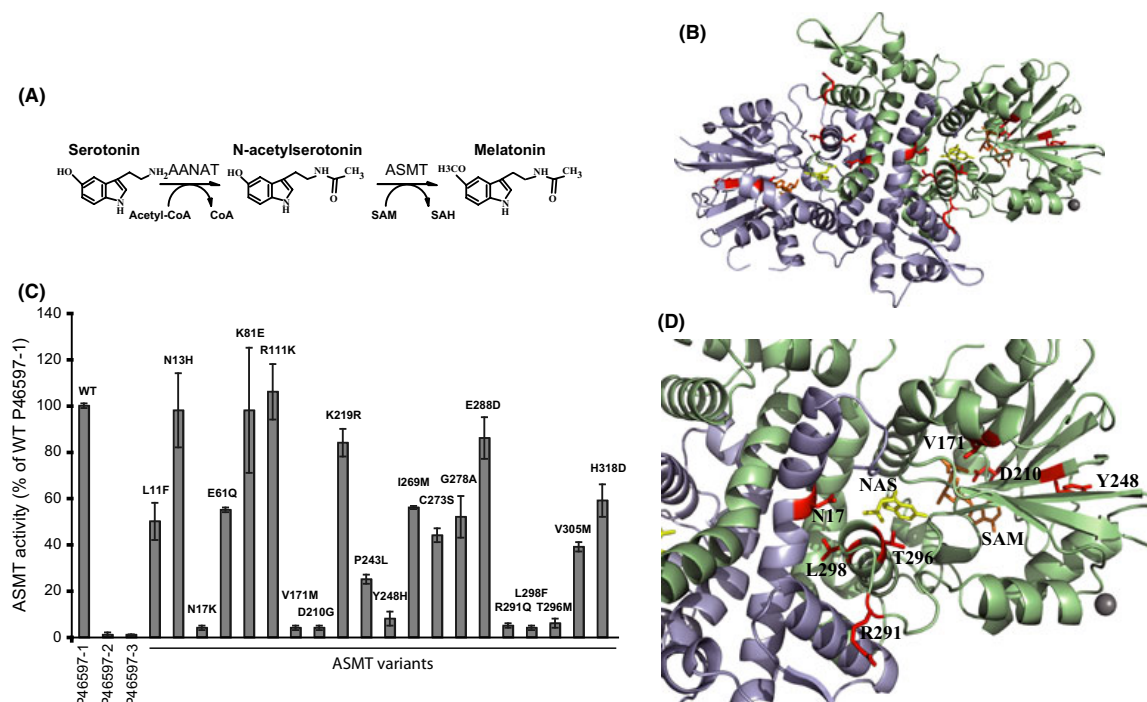 (A)
Serotonin
N-acetylserotonin
Melatonin
HO
NH2
AANAT
HO
NH
CH3
ASMT
H3CO
NH
CH3
N
H
Acetyl-CoA
CoA
N
H
O
SAM
SAH
N
H
O
(B)
(C)
ASMT activity (% of WT P46597-1)
140
120
100
80
60
40
20
0
WT
L11F
N13H
N17K
E61Q
K81E
R111K
V171M
D210G
K219R
P243L
Y248H
I269M
C273S
G278A
E288D
R291Q
L298F
T296M
V305M
H318D
P46597-1
P46597-2
P46597-3
ASMT variants
(D)
V171
D210
Y248
NAS
N17
SAM
T296
L298
R291